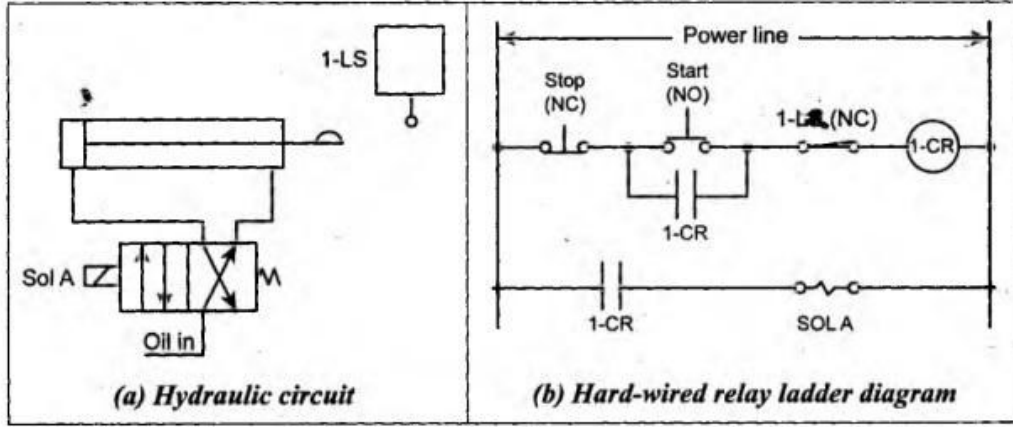 1-LS
Sol A
Oil in
(a) Hydraulic circuit
Power line
Stop
(NC)
Start
(NO)
(NC)
1-CR
1-CR
1-CR
SOL A
(b) Hard-wired relay ladder diagram